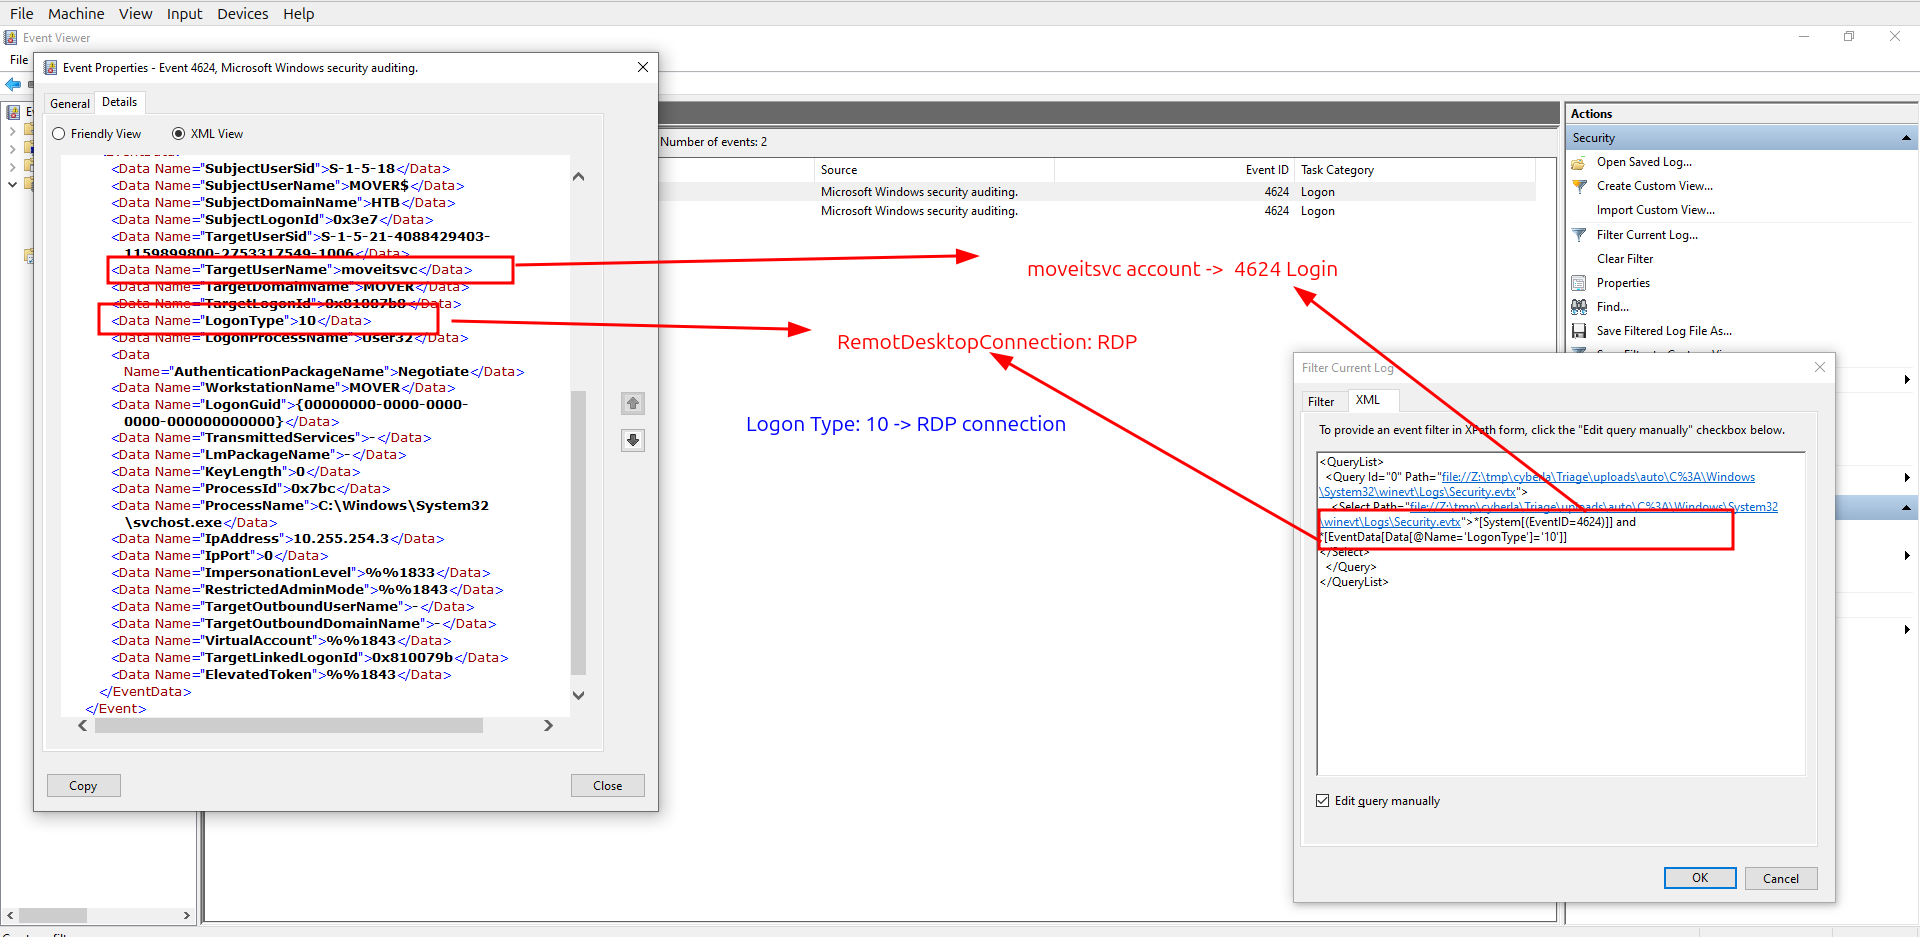 File Machine View Input Devices Help
Event Viewer
File
Event Properties - Event 4624, Microsoft Windows security auditing.
General Details
Friendly View XML View
<Data Name="SubjectUserSid">S-1-5-18</Data>
<Data Name="SubjectUserName">MOVER$</Data>
<Data Name="SubjectDomainName">HTB</Data>
<Data Name="SubjectLogonId">0x3e7</Data>
<Data Name="TargetUserSid">S-1-5-21-4088429403-
1159899800-2753317549-1006</Data>
<Data Name="TargetUserName">moveitsvc</Data>
<Data Name="TargetDomainName">MOVER</Data>
<Data Name="TargetLogonId">0x81007b8</Data>
<Data Name="LogonType">10</Data>
<Data Name="LogonProcessName">User32</Data>
<Data
Name="AuthenticationPackageName">Negotiate</Data>
<Data Name="WorkstationName">MOVER</Data>
<Data Name="LogonGuid">{00000000-0000-0000-
0000-000000000000}</Data>
<Data Name="TransmittedServices">-</Data>
<Data Name="LmPackageName">-</Data>
<Data Name="KeyLength">0</Data>
<Data Name="ProcessId">0x7bc</Data>
<Data Name="ProcessName">C:\Windows\System32
\svchost.exe</Data>
<Data Name="IpAddress">10.255.254.3</Data>
<Data Name="IpPort">0</Data>
<Data Name="ImpersonationLevel">%%1833</Data>
<Data Name="RestrictedAdminMode">%%1843</Data>
<Data Name="TargetOutboundUserName">-</Data>
<Data Name="TargetOutboundDomainName">-</Data>
<Data Name="VirtualAccount">%%1843</Data>
<Data Name="TargetLinkedLogonId">0x810079b</Data>
<Data Name="ElevatedToken">%%1843</Data>
</EventData>
</Event>
Copy Close
Number of events: 2
Source Event ID Task Category
Microsoft Windows security auditing. 4624 Logon
Microsoft Windows security auditing. 4624 Logon
moveitsvc account -> 4624 Login
RemotDesktopConnection: RDP
Logon Type: 10 -> RDP connection
Actions
Security
Open Saved Log...
Create Custom View...
Import Custom View...
Filter Current Log...
Clear Filter
Properties
Find...
Save Filtered Log File As...
Filter Current Log
Filter XML
To provide an event filter in XPath form, click the "Edit query manually" checkbox below.
<QueryList>
<Query Id="0" Path="file://Z:\tmp\cyberla\Triage\uploads\auto\C%3A\Windows
\System32\winevt\Logs\Security.evtx">
<Select Path="file://Z:\tmp\cyberla\Triage\uploads\auto\C%3A\Windows\System32
\winevt\Logs\Security.evtx">*[System[(EventID=4624)]] and
*[EventData[Data[@Name='LogonType']='10']]
</Select>
</Query>
</QueryList>
Edit query manually
OK Cancel